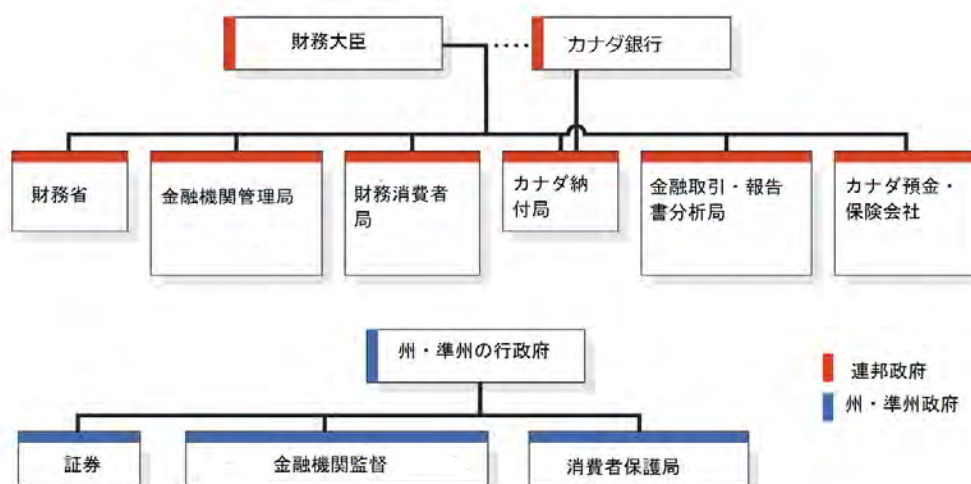 財務大臣
カナダ銀行
財務省
金融機関管理局
財務消費者
局
カナダ納
付局
金融取引・報告
書分析局
カナダ預金・
保険会社
州・準州の行政府
連邦政府
州・準州政府
証券
金融機関監督
消費者保護局